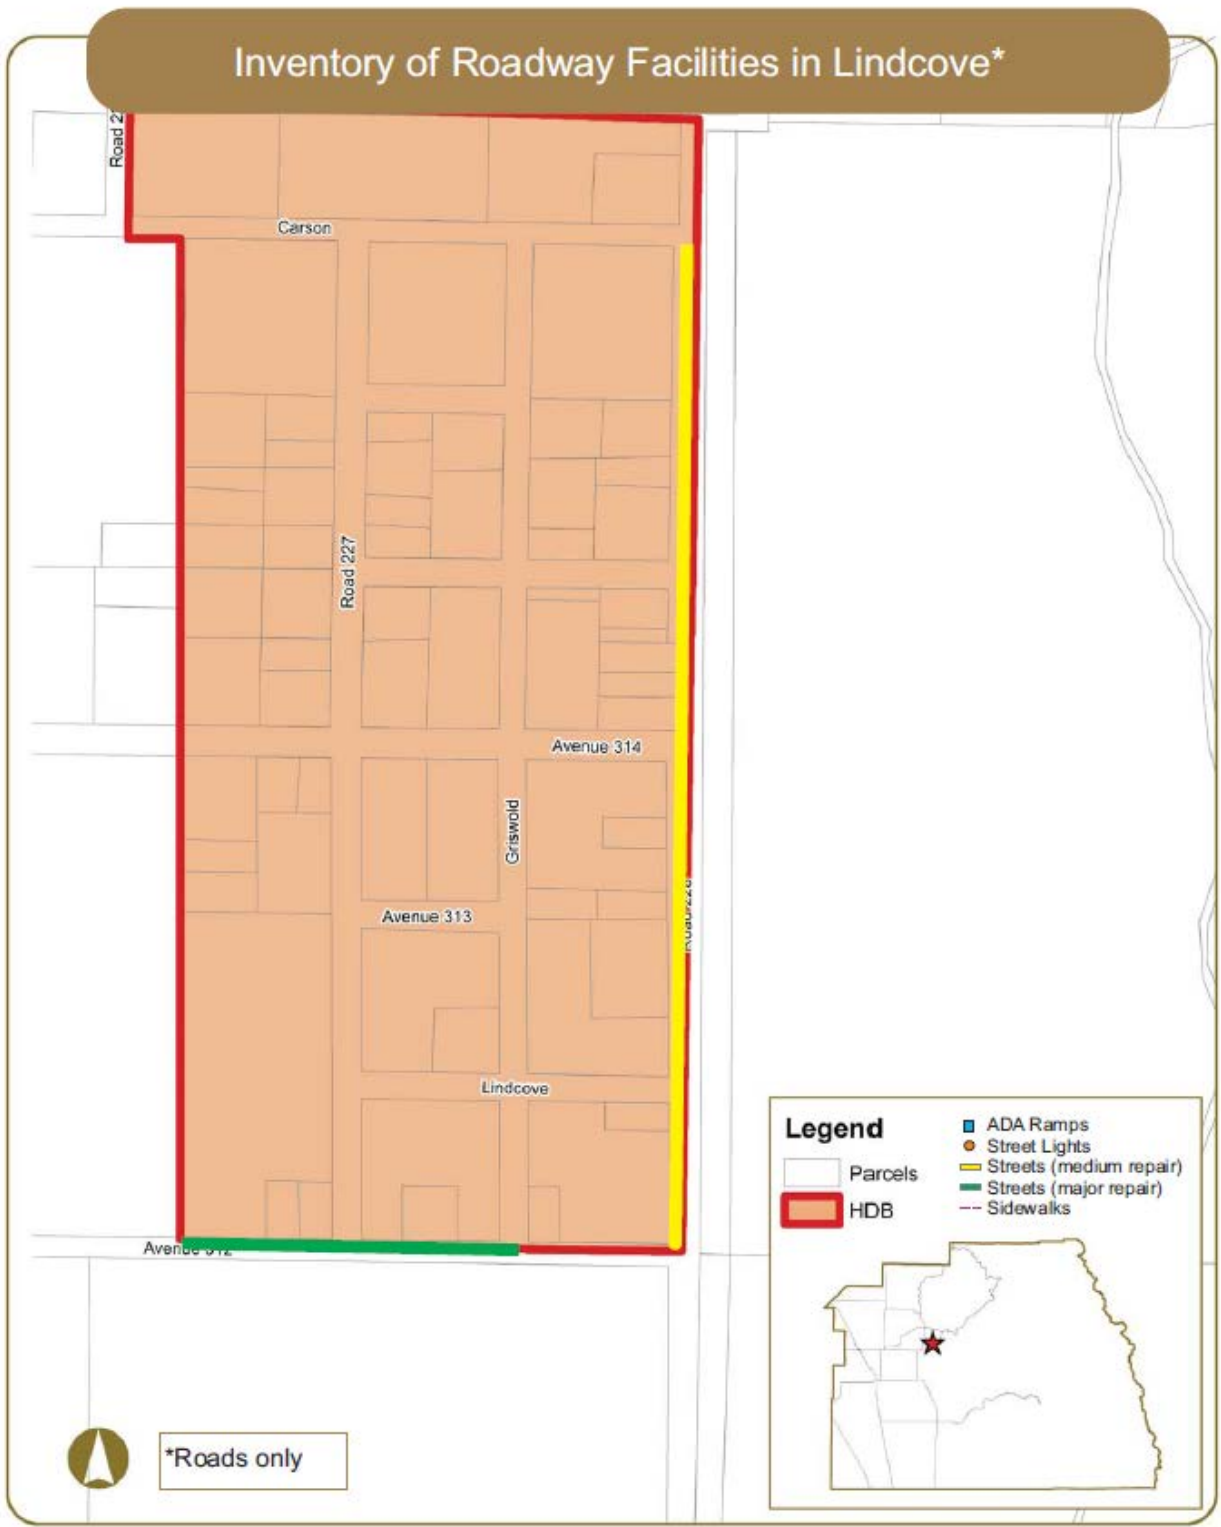 Inventory of Roadway Facilities in Lindcove*
Road
Carson
Road 227
Avenue 314
Griswold
Avenue 313
Lindcove
Legend
Parcels
HDB
ADA Ramps
Street Lights
Streets (medium repair)
Streets (major repair)
Sidewalks
*Roads only